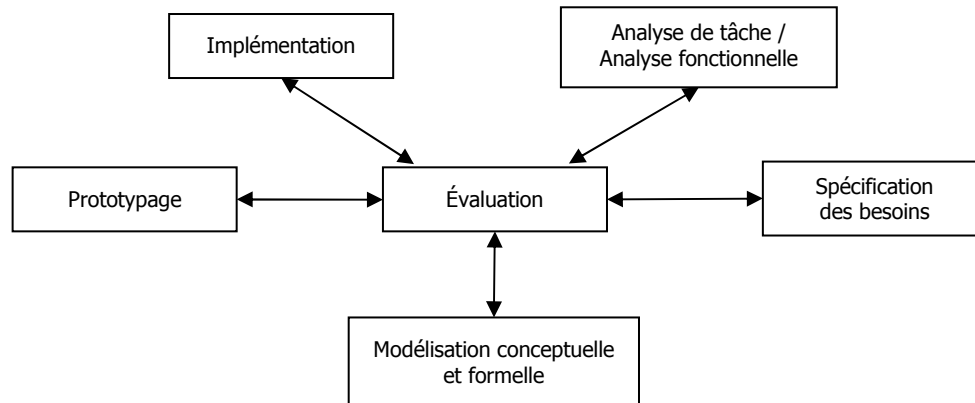 Implémentation
Analyse de tâche /
Analyse fonctionnelle
Prototypage
Évaluation
Spécification
des besoins
Modélisation conceptuelle
et formelle